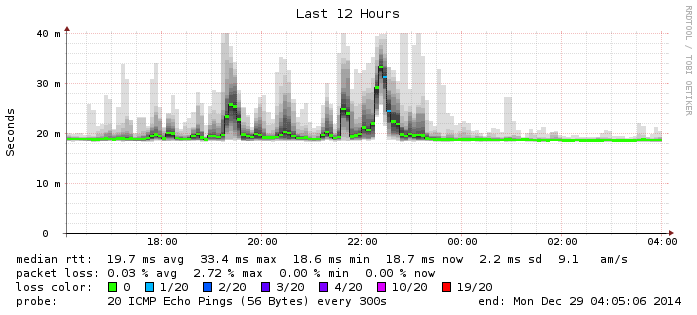 Last 12 Hours
RRDTOOL / TOBI OETIKER
Seconds
40 m
30 m
20 m
10 m
0
18:00 20:00 22:00 00:00 02:00 04:00
median rtt: 19.7 ms avg 33.4 ms max 18.6 ms min 18.7 ms now 2.2 ms sd 9.1 am/s
packet loss: 0.03 % avg 2.72 % max 0.00 % min 0.00 % now
loss color: 0 1/20 2/20 3/20 4/20 10/20 19/20
probe: 20 ICMP Echo Pings (56 Bytes) every 300s end: Mon Dec 29 04:05:06 2014